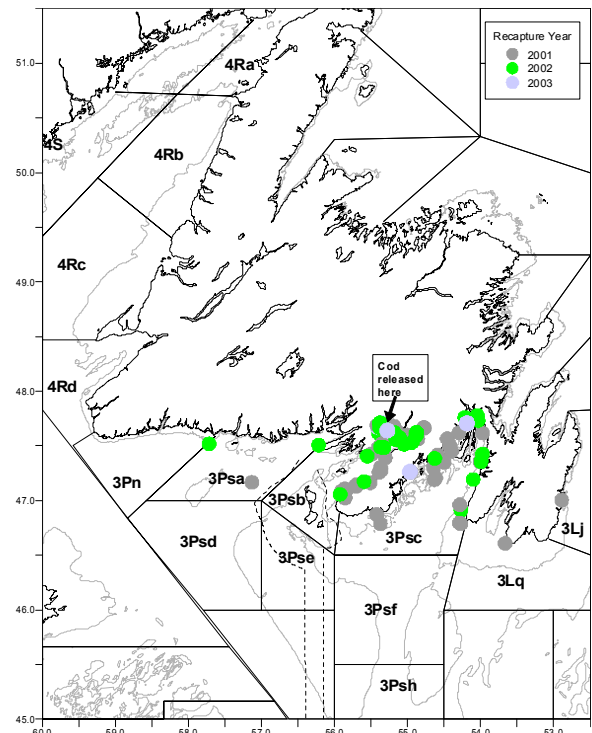 Recapture Year
2001
2002
2003
51.0
50.0
49.0
48.0
47.0
46.0
45.0
4Ra
4S
4Rb
4Rc
4Rd
Cod
released
here
3Pn
3Psa
3Psb
3Psc
3Lj
3Psd
3Pse
3Lq
3Psf
3Psh
60.0 59.0 58.0 57.0 56.0 55.0 54.0 53.0